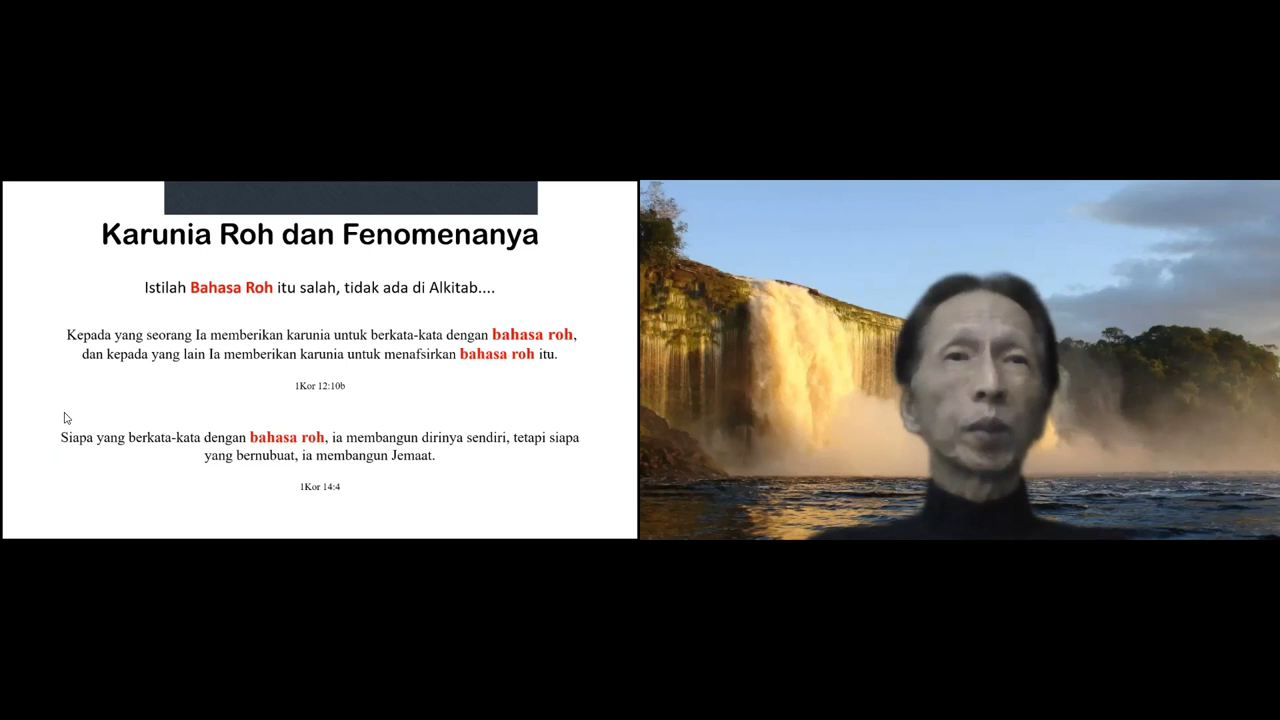 Karunia Roh dan Fenomenanya
Istilah Bahasa Roh itu salah, tidak ada di Alkitab....
Kepada yang seorang Ia memberikan karunia untuk berkata-kata dengan bahasa roh,
dan kepada yang lain Ia memberikan karunia untuk menafsirkan bahasa roh itu.
1Kor 12:10b
Siapa yang berkata-kata dengan bahasa roh, ia membangun dirinya sendiri, tetapi siapa
yang bernubuat, ia membangun Jemaat.
1Kor 14:4